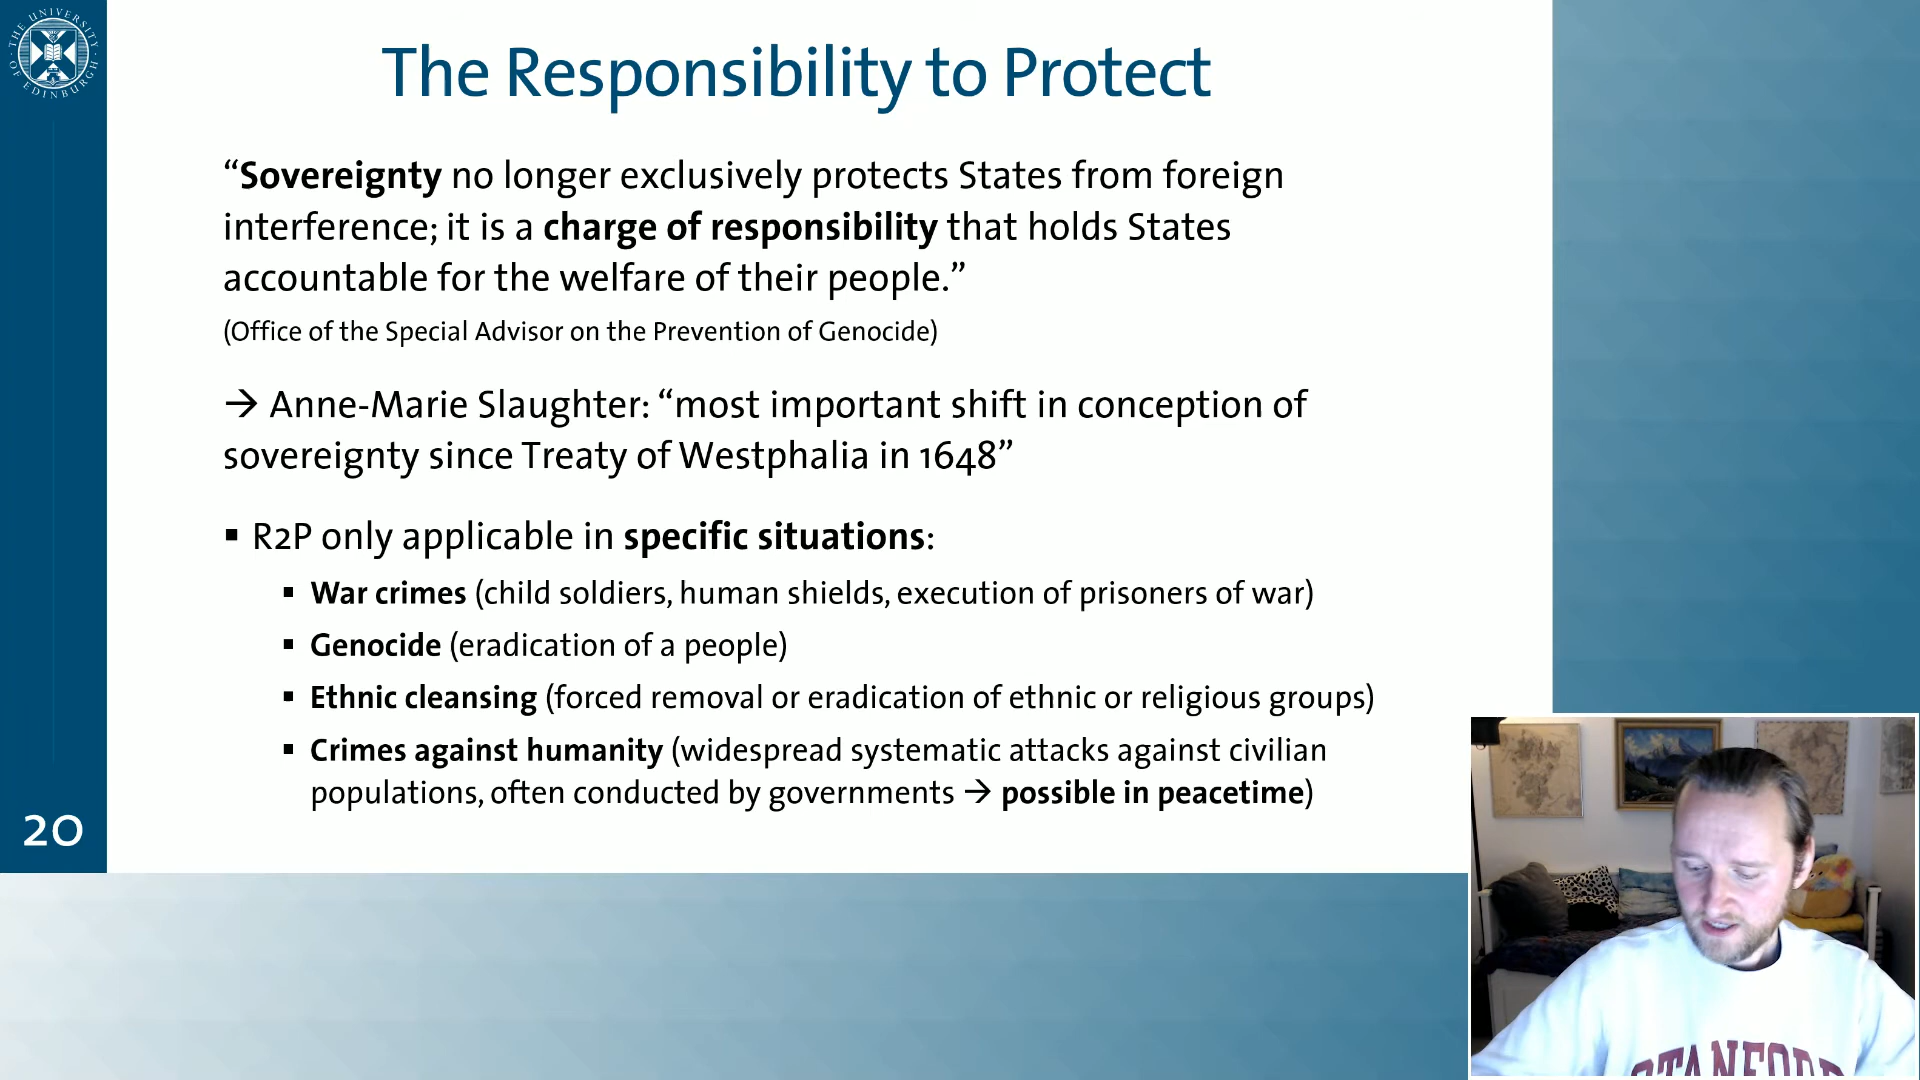 THE UNIVERSITY OF EDINBURGH
The Responsibility to Protect
“Sovereignty no longer exclusively protects States from foreign
interference; it is a charge of responsibility that holds States
accountable for the welfare of their people.”
(Office of the Special Advisor on the Prevention of Genocide)
→ Anne-Marie Slaughter: “most important shift in conception of
sovereignty since Treaty of Westphalia in 1648”
▪ R2P only applicable in specific situations:
▪ War crimes (child soldiers, human shields, execution of prisoners of war)
▪ Genocide (eradication of a people)
▪ Ethnic cleansing (forced removal or eradication of ethnic or religious groups)
▪ Crimes against humanity (widespread systematic attacks against civilian
populations, often conducted by governments → possible in peacetime)
20
STANFORD